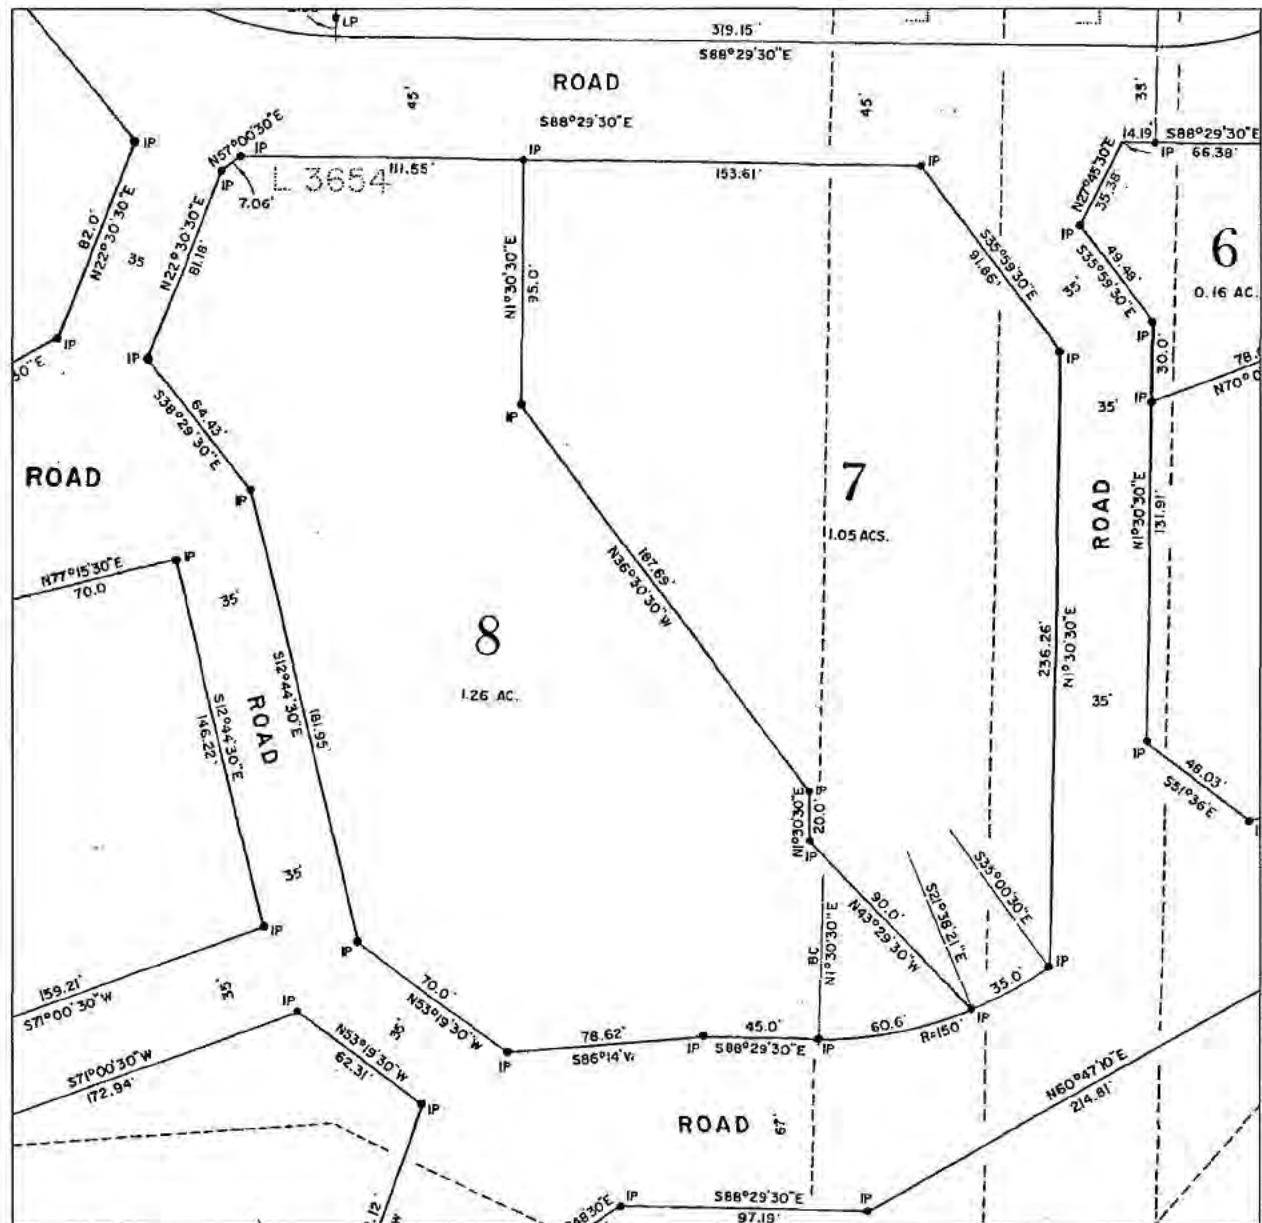 LP
319.15'
S88°29'30"E
ROAD
45'
45'
35'
S88°29'30"E
14.19'
S88°29'30"E
IP
66.38'
IP
N57°00'30"E
IP
IP
111.55'
153.61'
L 3654
7.06'
82.0'
N22°30'30"E
35
N22°30'30"E
81.18'
N1°30'30"E
95.0'
S35°59'30"E
91.86'
35'
N27°45'30"E
35.38'
IP
49.48'
S35°59'30"E
6
0.16 AC.
IP
30.0'
IP
IP
IP
IP
78.
N70°0
30"E
64.43'
S38°29'30"E
IP
35'
ROAD
IP
7
1.05 ACS.
ROAD
N1°30'30"E
131.91'
N77°15'30"E
70.0
IP
35'
187.69'
N36°30'30"W
8
1.26 AC.
236.26'
N1°30'30"E
35'
S12°44'30"E
146.22'
ROAD
S12°44'30"E
181.95'
IP
48.03'
S51°36'E
IP
N1°30'30"E
20.0'
IP
35'
90.0'
N43°29'30"W
S21°38'21"E
S35°00'30"E
BC
N1°30'30"E
IP
IP
IP
159.21'
S71°00'30"W
35'
70.0'
N53°19'30"W
35.0'
IP
IP
35'
78.62'
S86°14'W
IP
45.0'
S88°29'30"E
IP
60.6'
R=150'
IP
S71°00'30"W
172.94'
N53°19'30"W
62.31'
IP
ROAD
67'
N60°47'10"E
214.81'
IP
S88°29'30"E
97.19'
IP
48'30"E
.12'
W